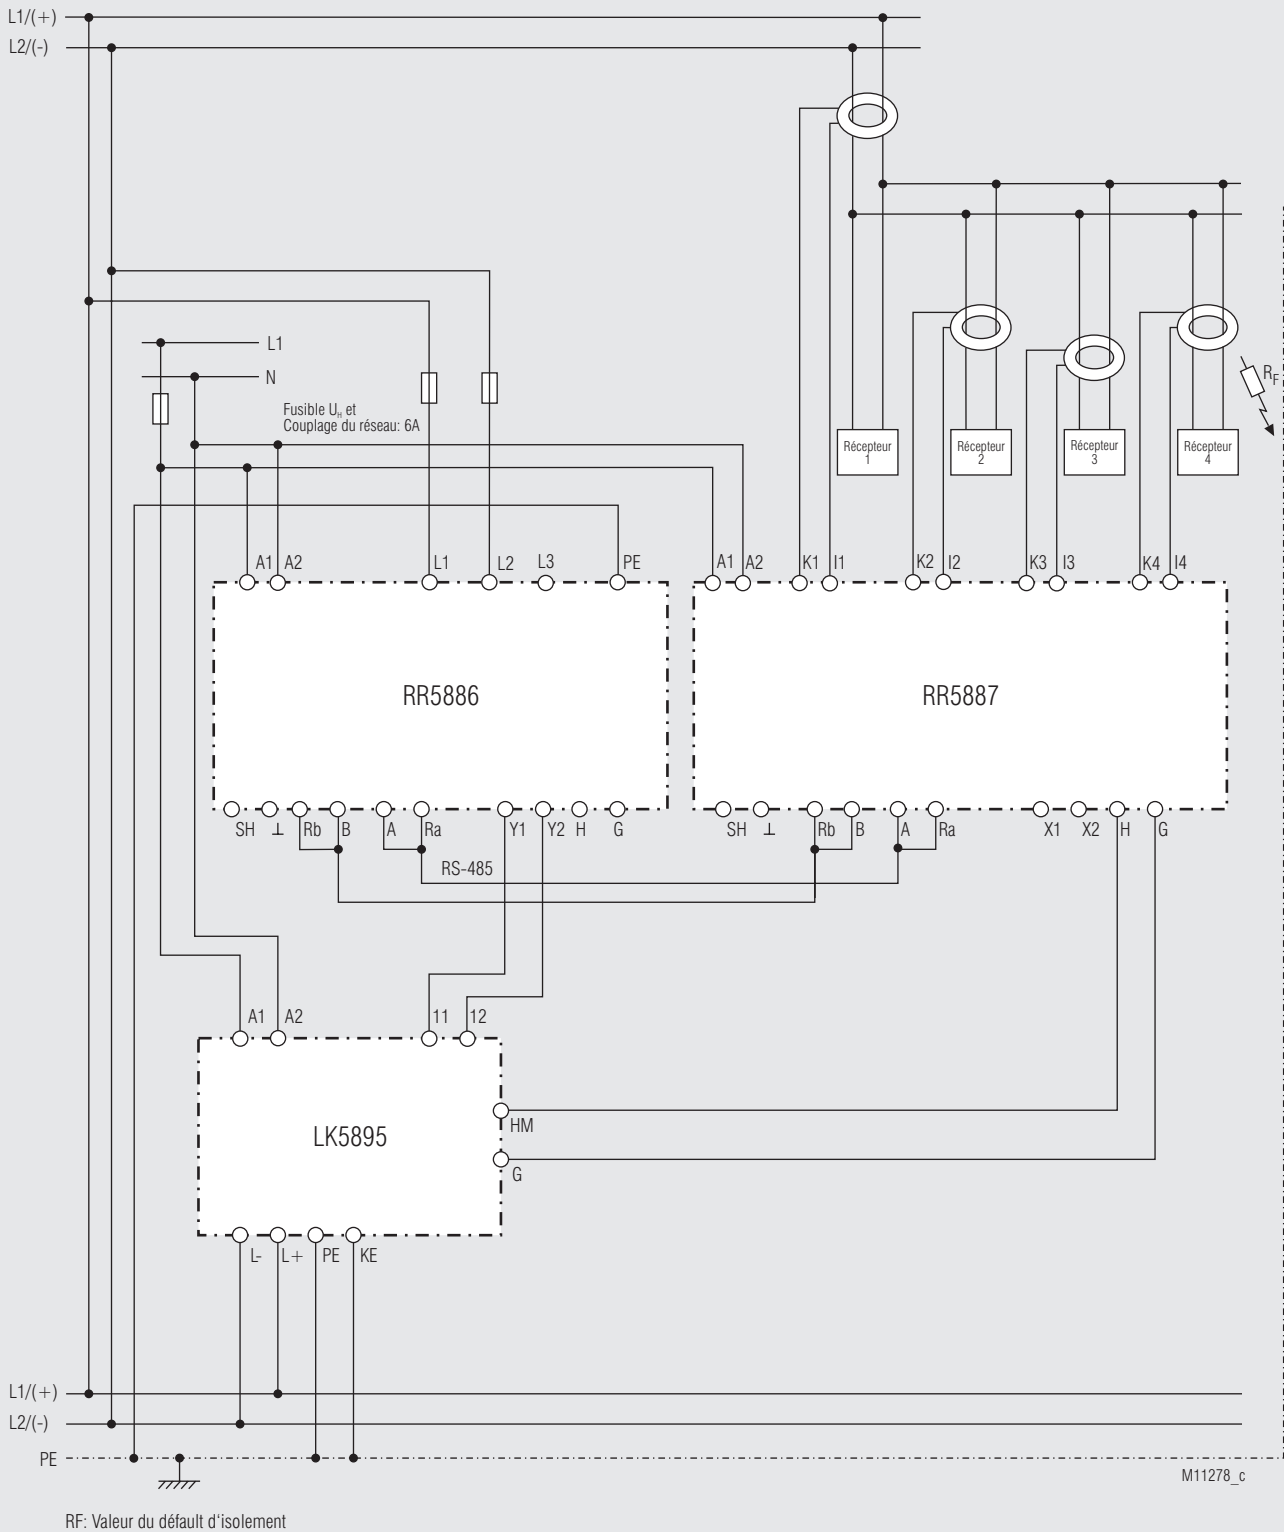 L1/(+)
L2/(-)
L1
N
Fusible U_H et
Couplage du réseau: 6A
R_F
Récepteur
1
Récepteur
2
Récepteur
3
Récepteur
4
A1 A2 L1 L2 L3 PE A1 A2 K1 I1 K2 I2 K3 I3 K4 I4
RR5886
RR5887
SH ⊥ Rb B A Ra Y1 Y2 H G SH ⊥ Rb B A Ra X1 X2 H G
RS-485
A1 A2 11 12
LK5895
HM
G
L- L+ PE KE
L1/(+)
L2/(-)
PE
M11278_c
RF: Valeur du défault d'isolement